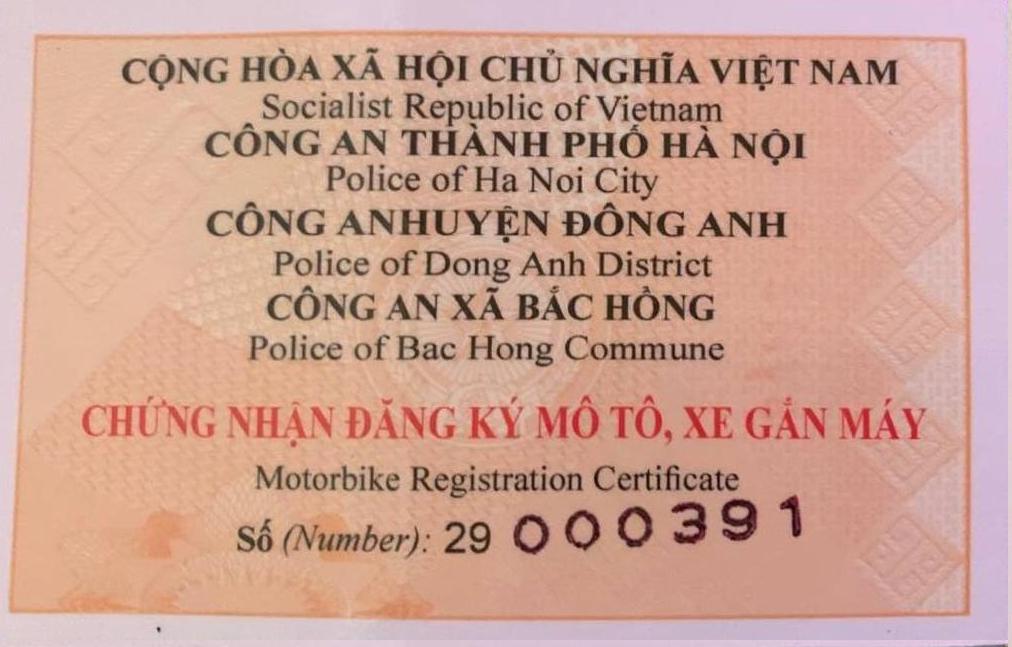 CỘNG HÒA XÃ HỘI CHỦ NGHĨA VIỆT NAM
Socialist Republic of Vietnam
CÔNG AN THÀNH PHỐ HÀ NỘI
Police of Ha Noi City
CÔNG ANHUYỆN ĐÔNG ANH
Police of Dong Anh District
CÔNG AN XÃ BẮC HỒNG
Police of Bac Hong Commune
CHỨNG NHẬN ĐĂNG KÝ MÔ TÔ, XE GẮN MÁY
Motorbike Registration Certificate
Số (Number): 29 000391